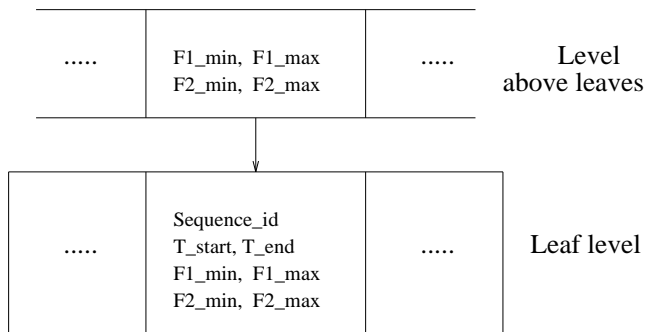 ..... F1_min, F1_max .....
F2_min, F2_max
Level
above leaves
Sequence_id
..... T_start, T_end .....
F1_min, F1_max
F2_min, F2_max
Leaf level